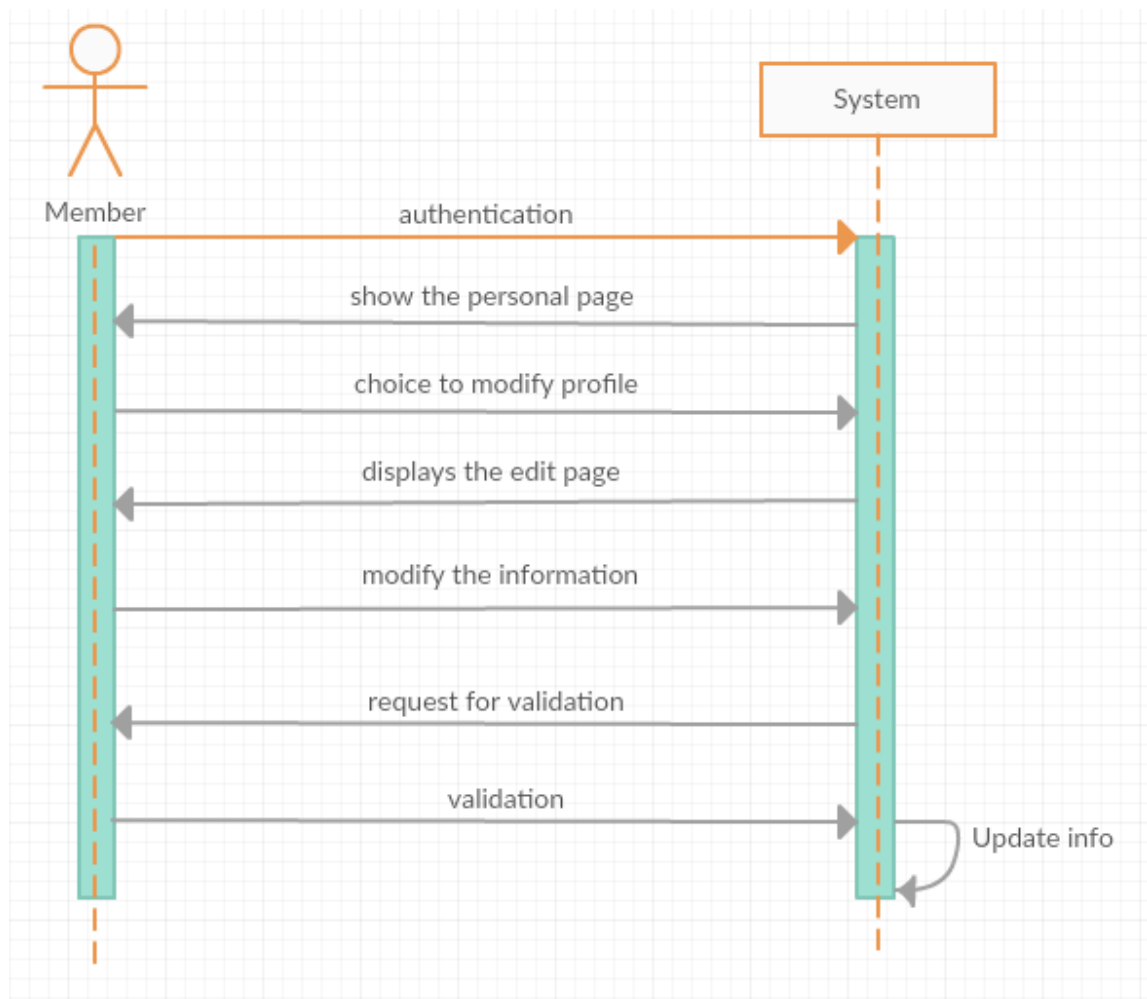 System
Member
authentication
show the personal page
choice to modify profile
displays the edit page
modify the information
request for validation
validation
Update info